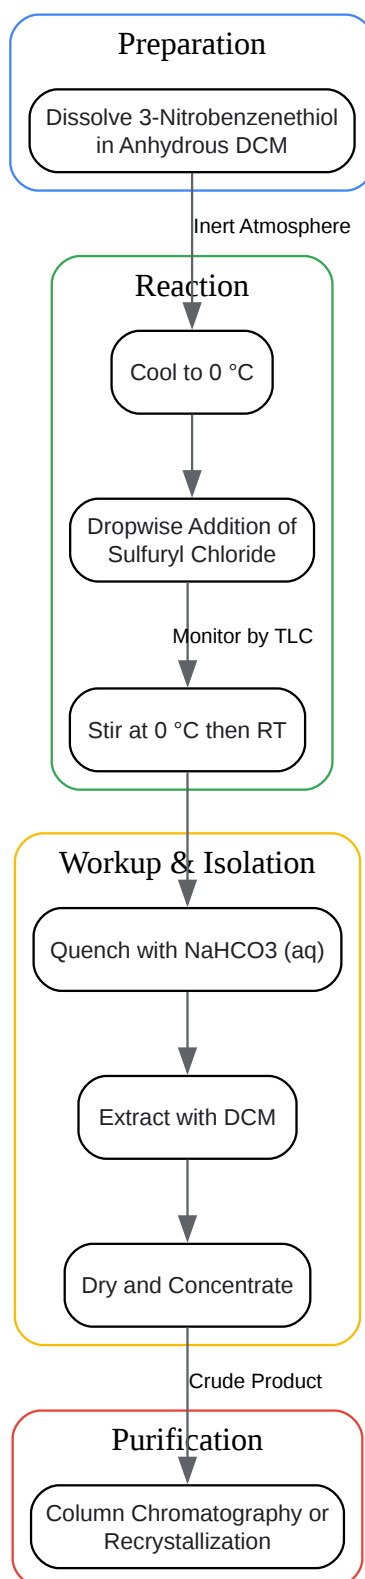 Preparation
Dissolve 3-Nitrobenzenethiol
in Anhydrous DCM
Inert Atmosphere
Reaction
Cool to 0 °C
Dropwise Addition of
Sulfuryl Chloride
Monitor by TLC
Stir at 0 °C then RT
Workup & Isolation
Quench with NaHCO3 (aq)
Extract with DCM
Dry and Concentrate
Crude Product
Purification
Column Chromatography or
Recrystallization